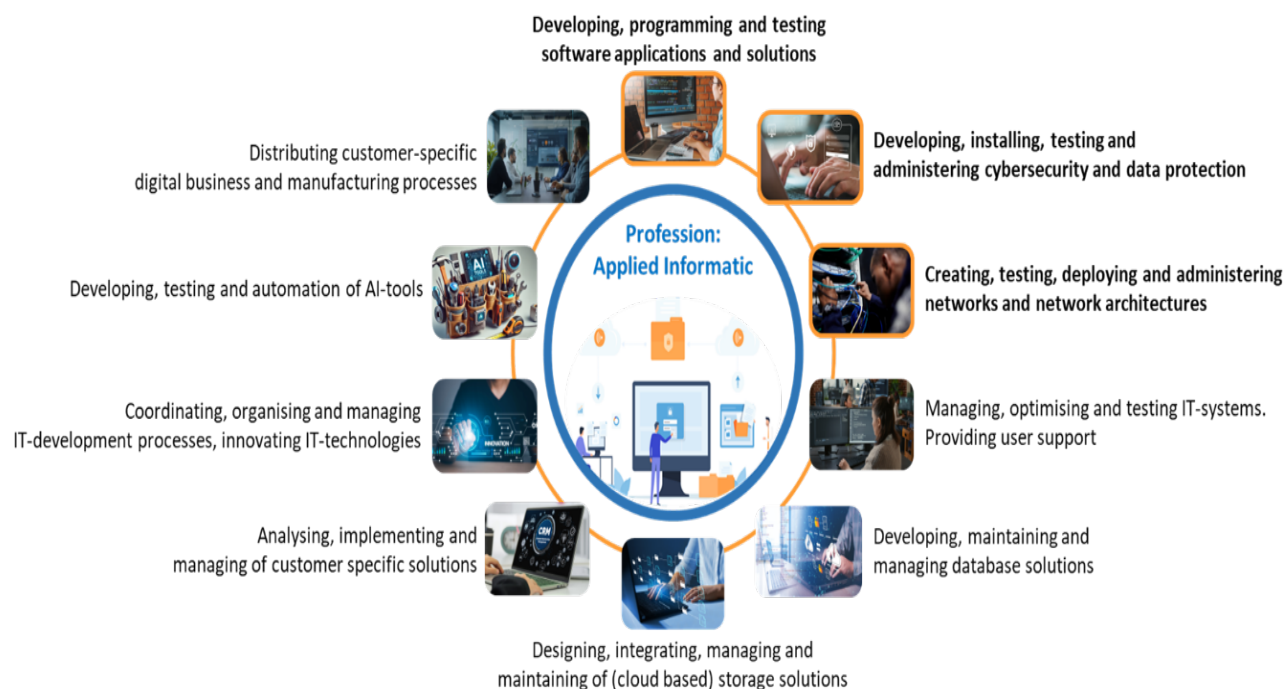 Developing, programming and testing
software applications and solutions
Developing, installing, testing and
administering cybersecurity and data protection
Creating, testing, deploying and administering
networks and network architectures
Managing, optimising and testing IT-systems.
Providing user support
Developing, maintaining and
managing database solutions
Designing, integrating, managing and
maintaining of (cloud based) storage solutions
Analysing, implementing and
managing of customer specific solutions
Coordinating, organising and managing
IT-development processes, innovating IT-technologies
Developing, testing and automation of AI-tools
Distributing customer-specific
digital business and manufacturing processes
Profession:
Applied Informatic
AI
INNOVATION
CRM